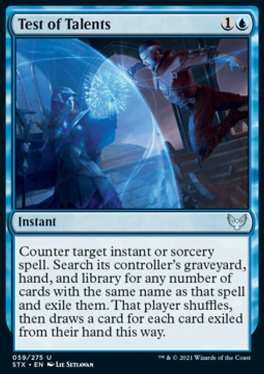 Test of Talents 1
Instant
Counter target instant or sorcery
spell. Search its controller's graveyard,
hand, and library for any number of
cards with the same name as that spell
and exile them. That player shuffles,
then draws a card for each card exiled
from their hand this way.
059/275 U
STX • EN Lie Setiawan ™ & © 2021 Wizards of the Coast